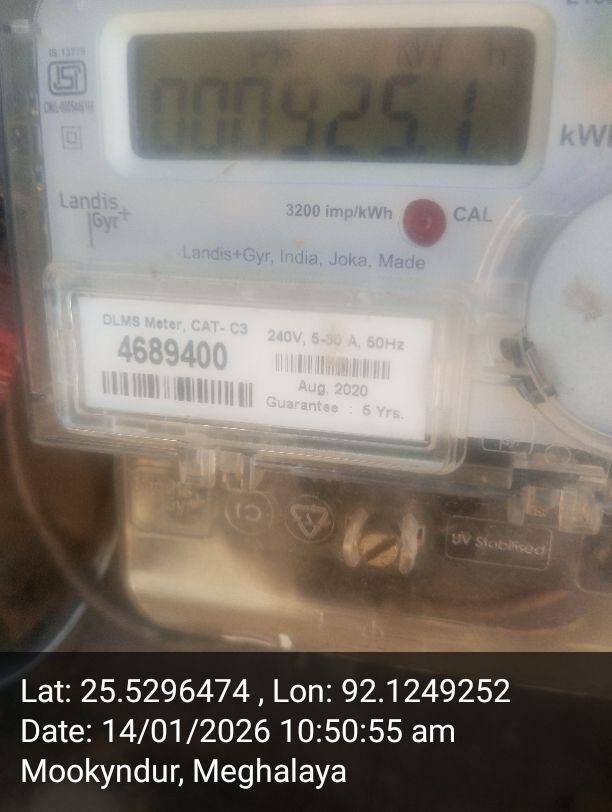 IS:13779
Ph kW h
0009251
kWh
Landis
Gyr+
3200 imp/kWh CAL
Landis+Gyr, India, Joka, Made
DLMS Meter, CAT- C3
4689400
240V, 5-30 A, 50Hz
Aug, 2020
Guarantee : 5 Yrs.
UV Stabilised
Lat: 25.5296474 , Lon: 92.1249252
Date: 14/01/2026 10:50:55 am
Mookyndur, Meghalaya